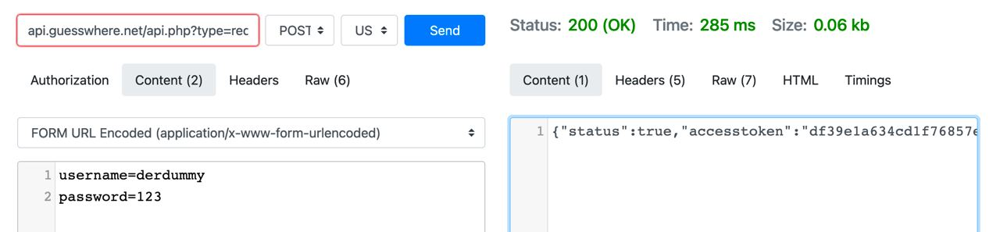 api.guesswhere.net/api.php?type=rec POST US Send
Status: 200 (OK) Time: 285 ms Size: 0.06 kb
Authorization Content (2) Headers Raw (6)
Content (1) Headers (5) Raw (7) HTML Timings
FORM URL Encoded (application/x-www-form-urlencoded)
1 username=derdummy
2 password=123
1 {"status":true,"accesstoken":"df39e1a634cd1f76857e